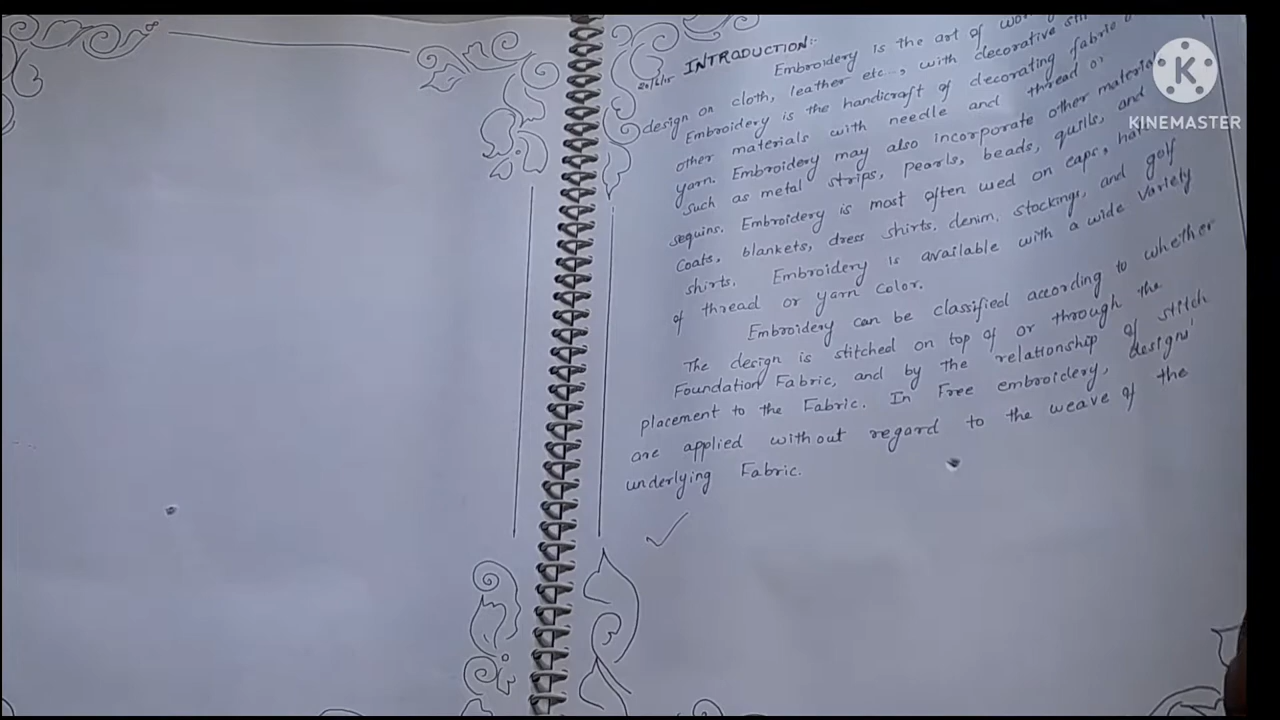 INTRODUCTION:-
Embroidery is the art of
design on cloth, leather etc.., with decorative
Embroidery is the handicraft of decorating fabric
other materials with needle and thread or
yarn. Embroidery may also incorporate other materials
such as metal strips, pearls, beads, quills, and
sequins. Embroidery is most often used on caps, hats
coats, blankets, dress shirts, denim, stockings, and golf
shirts. Embroidery is available with a wide variety
of thread or yarn color.
Embroidery can be classified according to whether
The design is stitched on top of or through the
Foundation Fabric, and by the relationship of stitch
placement to the Fabric. In Free embroidery, designs
are applied without regard to the weave of the
underlying Fabric.
K
KINEMASTER